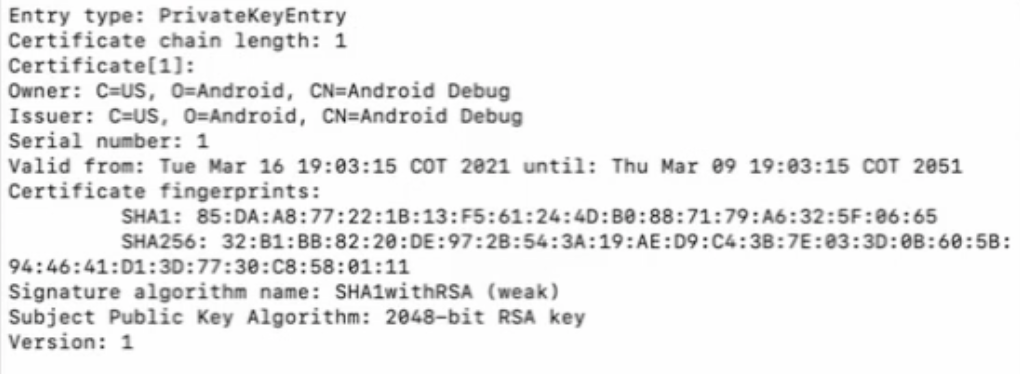 Entry type: PrivateKeyEntry
Certificate chain length: 1
Certificate[1]:
Owner: C=US, O=Android, CN=Android Debug
Issuer: C=US, O=Android, CN=Android Debug
Serial number: 1
Valid from: Tue Mar 16 19:03:15 COT 2021 until: Thu Mar 09 19:03:15 COT 2051
Certificate fingerprints:
SHA1: 85:DA:A8:77:22:1B:13:F5:61:24:4D:B0:88:71:79:A6:32:5F:06:65
SHA256: 32:B1:BB:82:20:DE:97:2B:54:3A:19:AE:D9:C4:3B:7E:03:3D:0B:60:5B:
94:46:41:D1:3D:77:30:C8:58:01:11
Signature algorithm name: SHA1withRSA (weak)
Subject Public Key Algorithm: 2048-bit RSA key
Version: 1